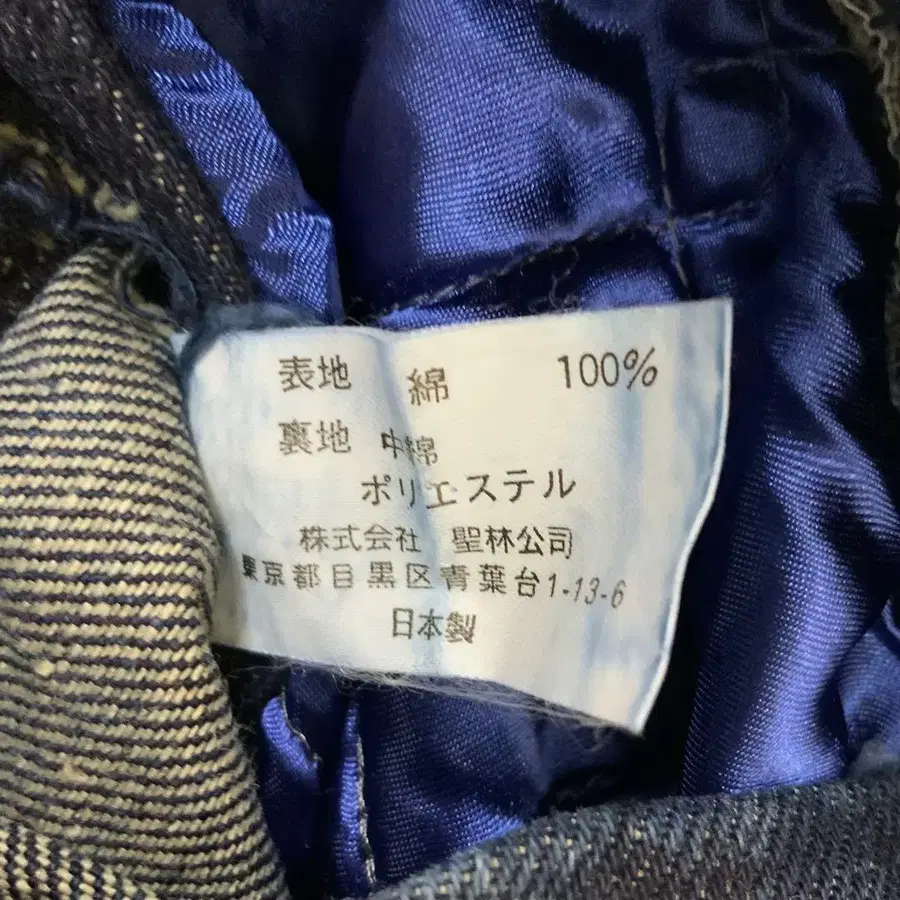 表地 綿 100%
裏地 中綿
ポリエステル
株式会社 聖林公司
東京都目黒区青葉台1-13-6
日本製